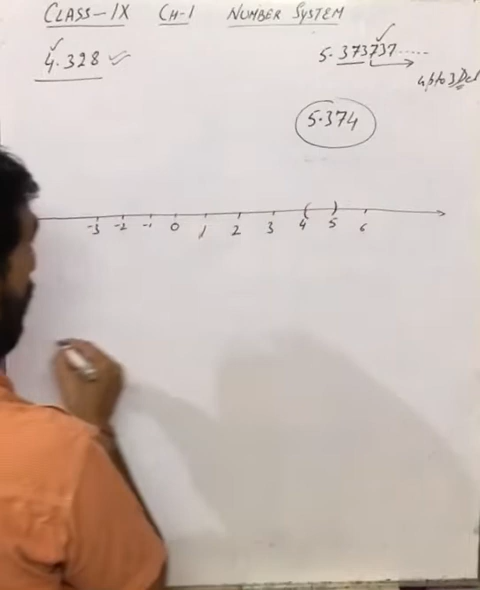 CLASS-IX CH-1 NUMBER SYSTEM
4.328 5.373737.....
upto 3 Dcl
5.374
-3 -2 -1 0 1 2 3 4 5 6